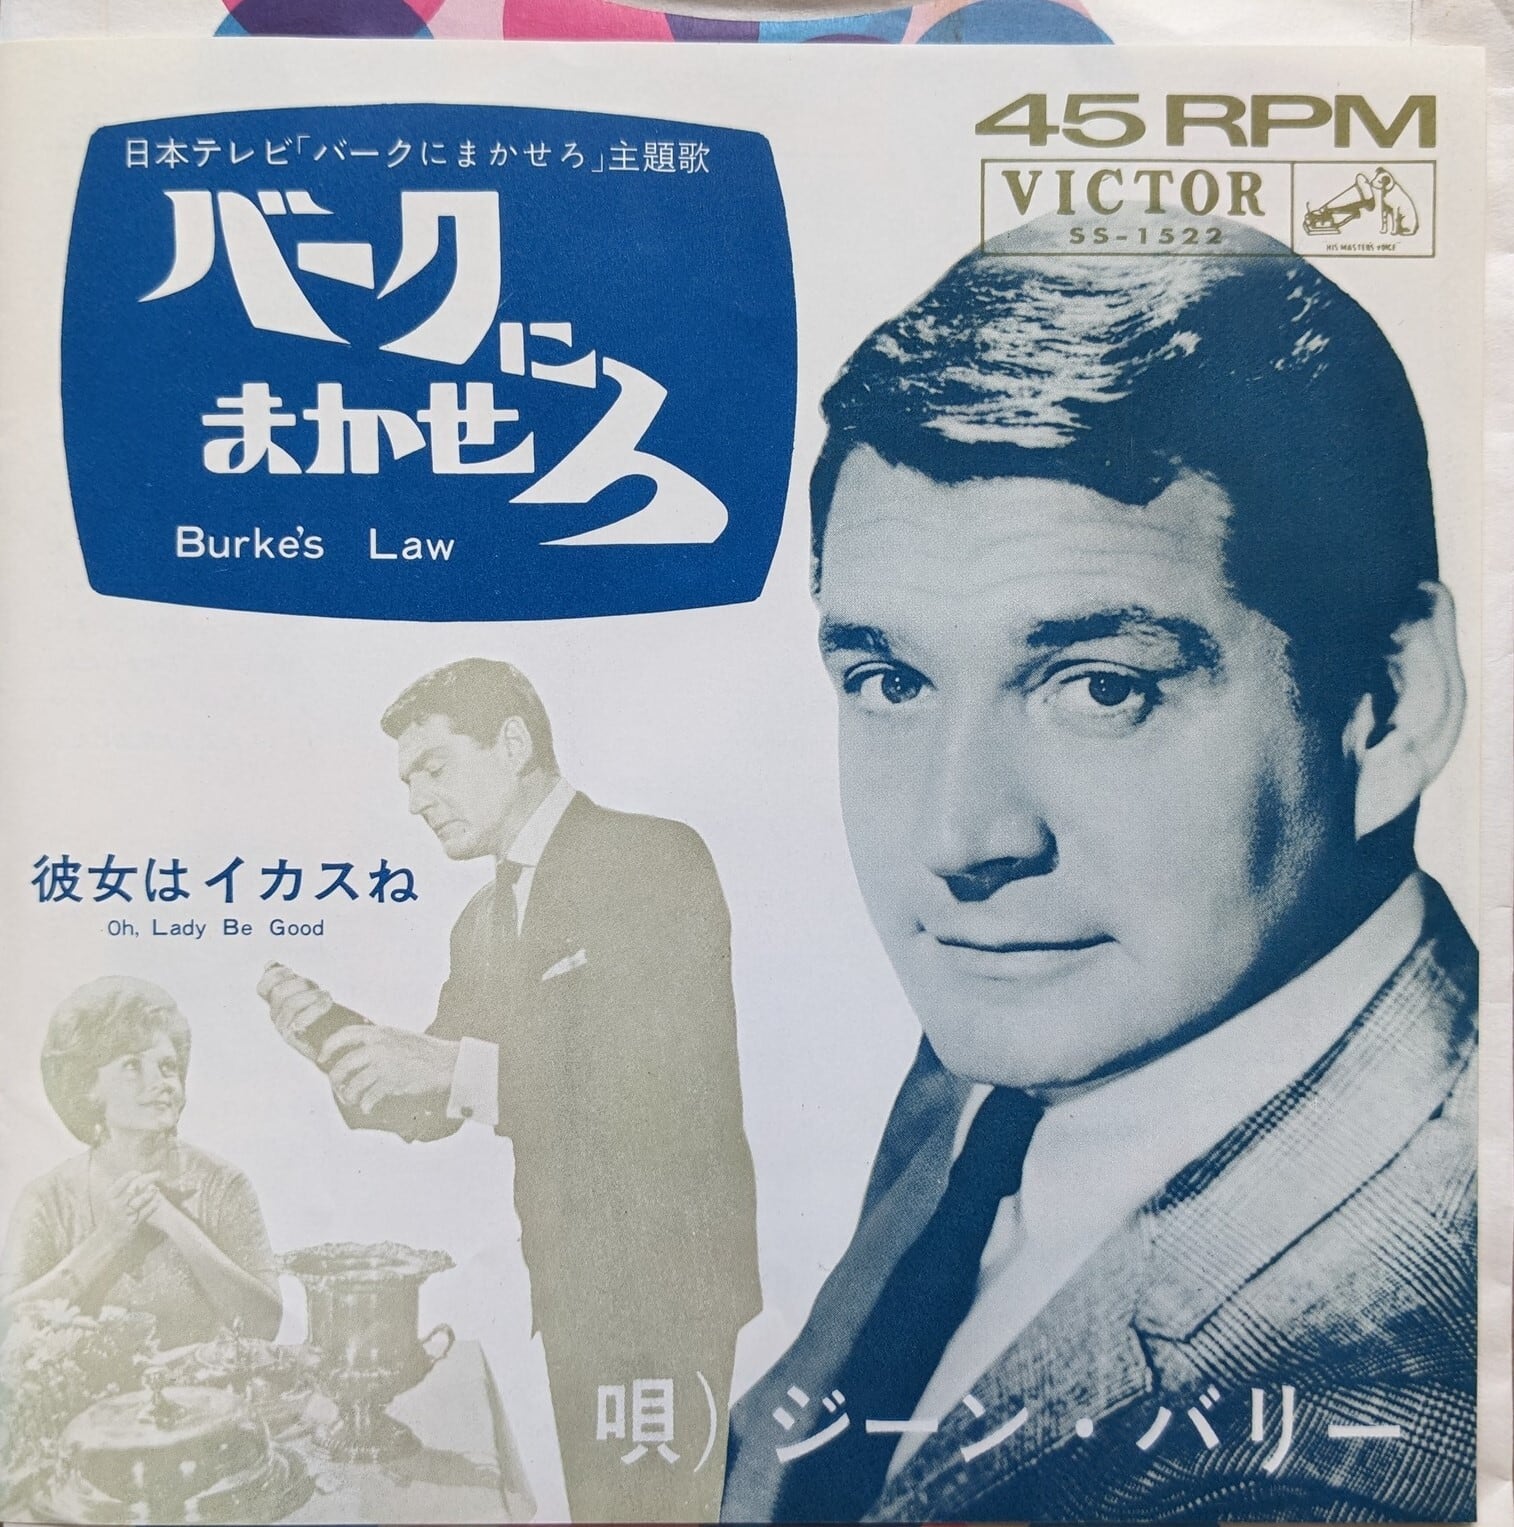 日本テレビ「バークにまかせろ」主題歌
バークに
まかせろ
Burke's Law
45 RPM
VICTOR
SS-1522
HIS MASTER'S VOICE
彼女はイカスね
Oh, Lady Be Good
唄)ジーン・バリー